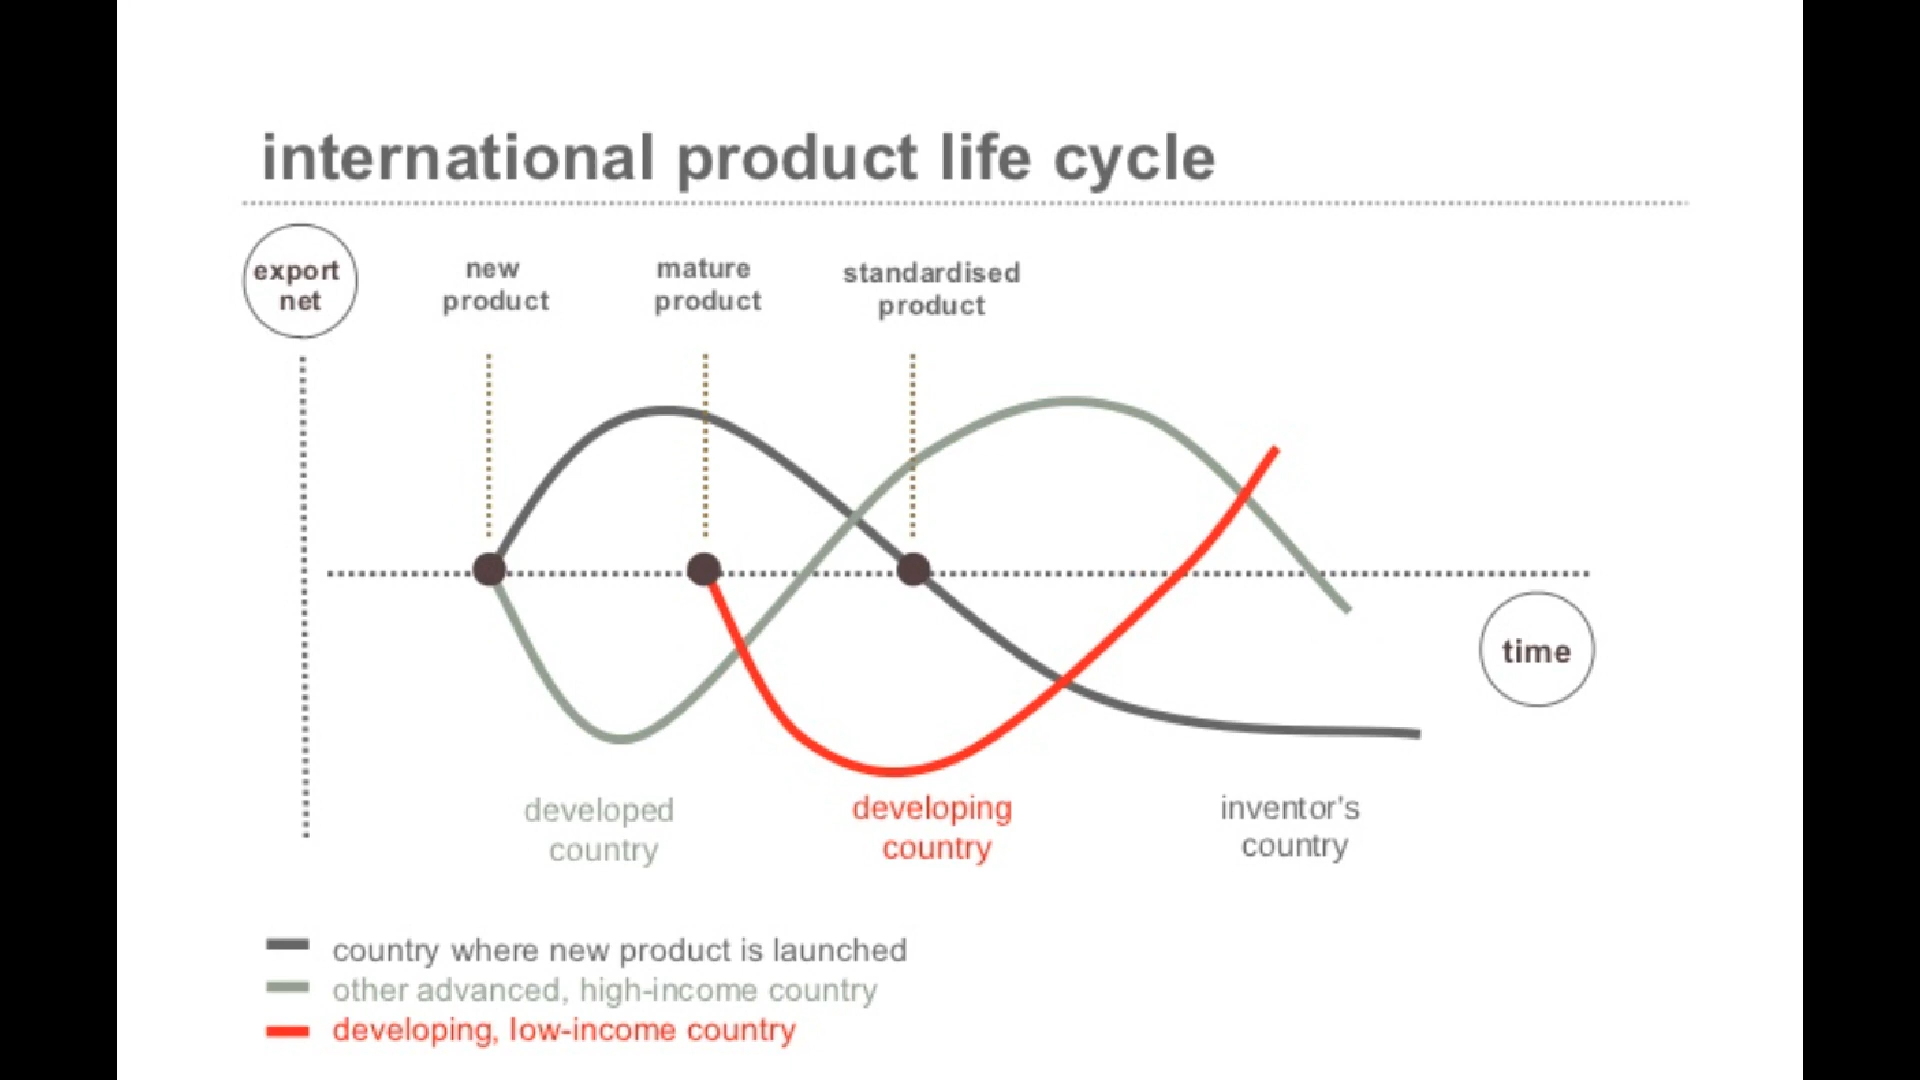 international product life cycle
export
net
new
product
mature
product
standardised
product
time
developed
country
developing
country
inventor's
country
country where new product is launched
other advanced, high-income country
developing, low-income country